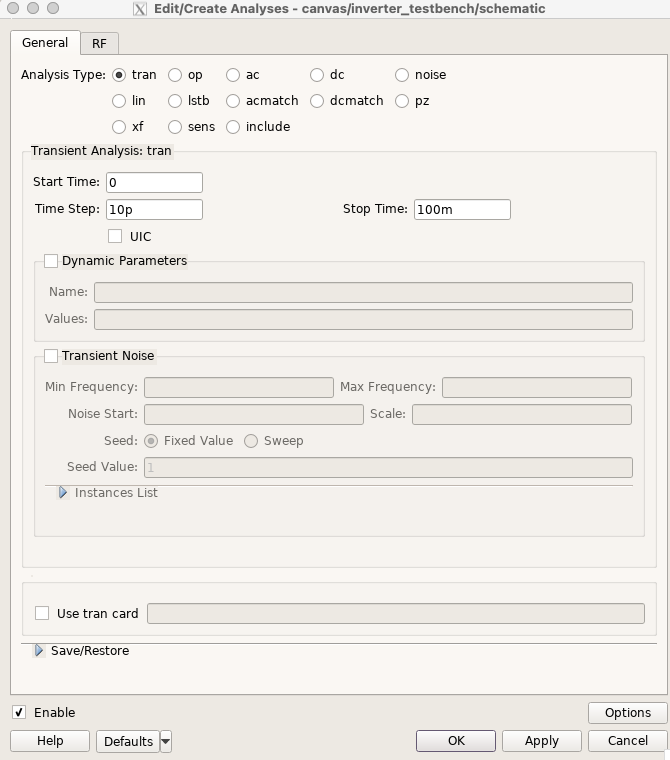 Edit/Create Analyses - canvas/inverter_testbench/schematic
General RF
Analysis Type: tran op ac dc noise
lin lstb acmatch dcmatch pz
xf sens include
Transient Analysis: tran
Start Time: 0
Time Step: 10p Stop Time: 100m
UIC
Dynamic Parameters
Name:
Values:
Transient Noise
Min Frequency: Max Frequency:
Noise Start: Scale:
Seed: Fixed Value Sweep
Seed Value: 1
Instances List
Use tran card
Save/Restore
Enable Options
Help Defaults OK Apply Cancel